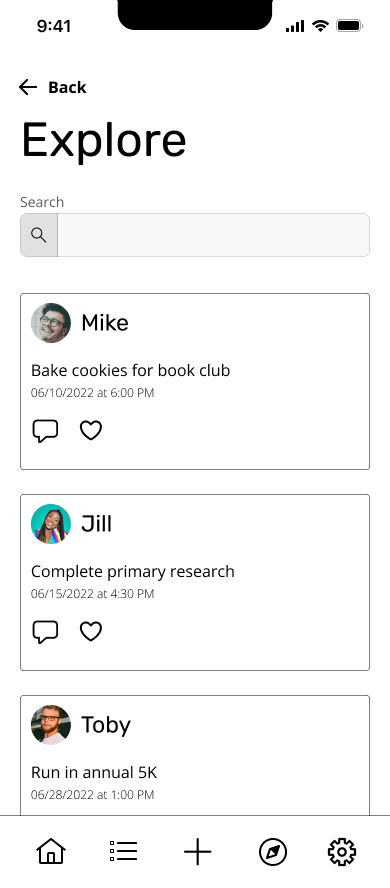 9:41
Back
Explore
Search
Mike
Bake cookies for book club
06/10/2022 at 6:00 PM
Jill
Complete primary research
06/15/2022 at 4:30 PM
Toby
Run in annual 5K
06/28/2022 at 1:00 PM